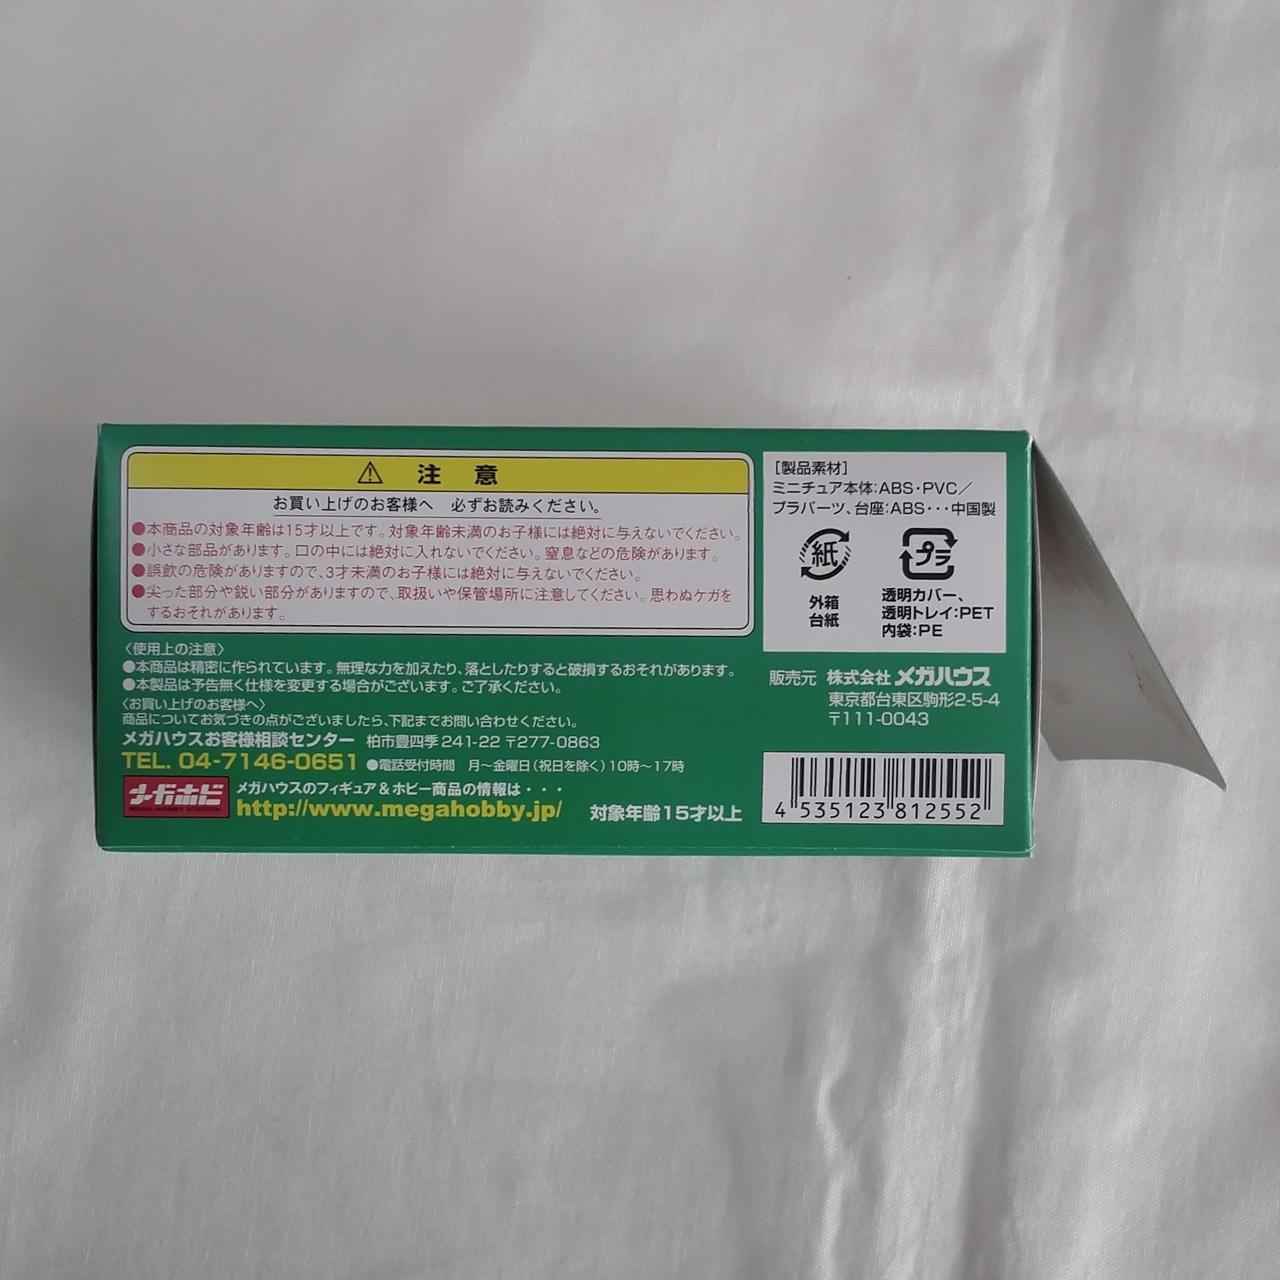 ⚠ 注意
お買い上げのお客様へ 必ずお読みください。
●本商品の対象年齢は15才以上です。対象年齢未満のお子様には絶対に与えないでください。
●小さな部品があります。口の中には絶対に入れないでください。窒息などの危険があります。
●誤飲の危険がありますので、3才未満のお子様には絶対に与えないでください。
●尖った部分や鋭い部分がありますので、取扱いや保管場所に注意してください。思わぬケガを
するおそれがあります。
〈使用上の注意〉
●本商品は精密に作られています。無理な力を加えたり、落としたりすると破損するおそれがあります。
●本製品は予告無く仕様を変更する場合がございます。ご了承ください。
〈お買い上げのお客様へ〉
商品についてお気づきの点がございましたら、下記までお問い合わせください。
メガハウスお客様相談センター 柏市豊四季241-22 〒277-0863
TEL. 04-7146-0651 ●電話受付時間 月〜金曜日(祝日を除く)10時〜17時
メガホビ
MEGA HOBBY STATION
メガハウスのフィギュア&ホビー商品の情報は・・・
http://www.megahobby.jp/
対象年齢15才以上
[製品素材]
ミニチュア本体:ABS・PVC/
プラパーツ、台座:ABS・・・中国製
紙
外箱
台紙
プラ
透明カバー、
透明トレイ:PET
内袋:PE
販売元 株式会社 メガハウス
東京都台東区駒形2-5-4
〒111-0043
4 535123 812552